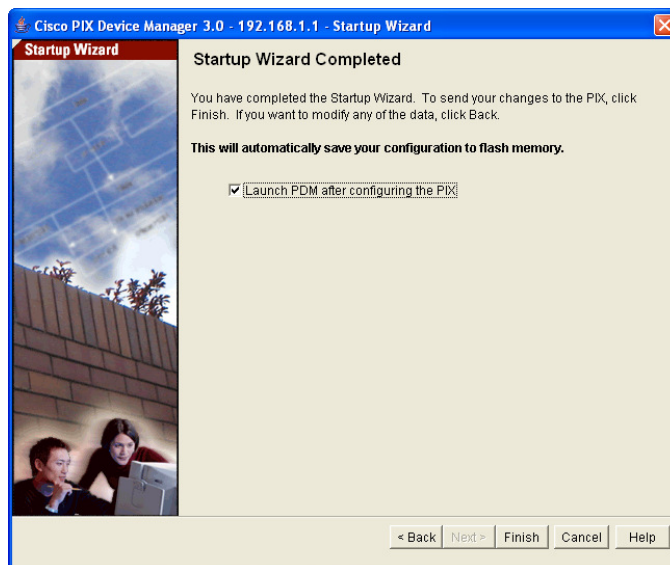 Cisco PIX Device Manager 3.0 - 192.168.1.1 - Startup Wizard
Startup Wizard
Startup Wizard Completed
You have completed the Startup Wizard. To send your changes to the PIX, click
Finish. If you want to modify any of the data, click Back.
This will automatically save your configuration to flash memory.
Launch PDM after configuring the PIX
< Back Next > Finish Cancel Help